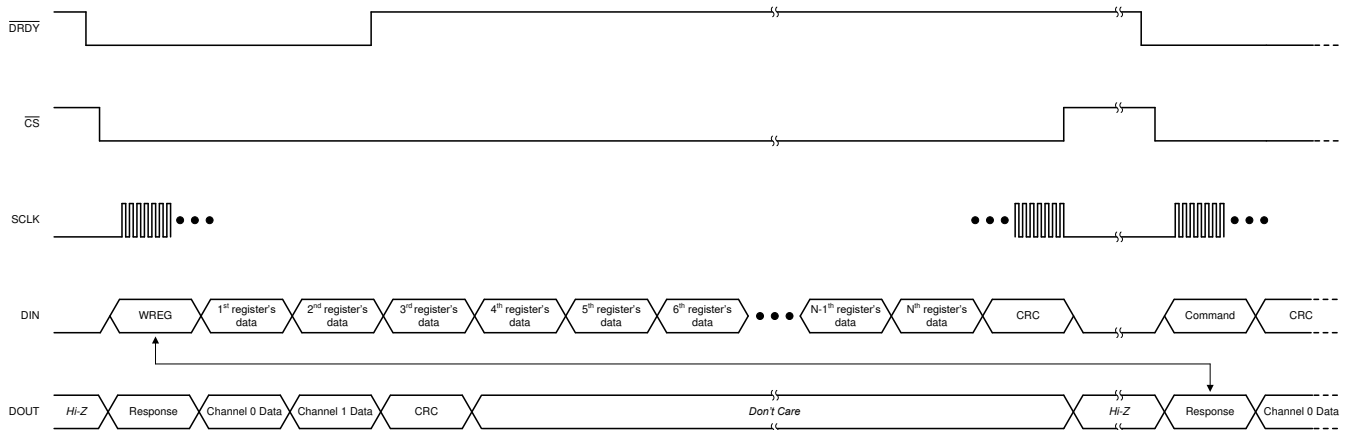 DRDY
CS
SCLK
DIN
WREG
1st register's
data
2nd register's
data
3rd register's
data
4th register's
data
5th register's
data
6th register's
data
N-1th register's
data
Nth register's
data
CRC
Command
CRC
DOUT
Hi-Z
Response
Channel 0 Data
Channel 1 Data
CRC
Don't Care
Hi-Z
Response
Channel 0 Data